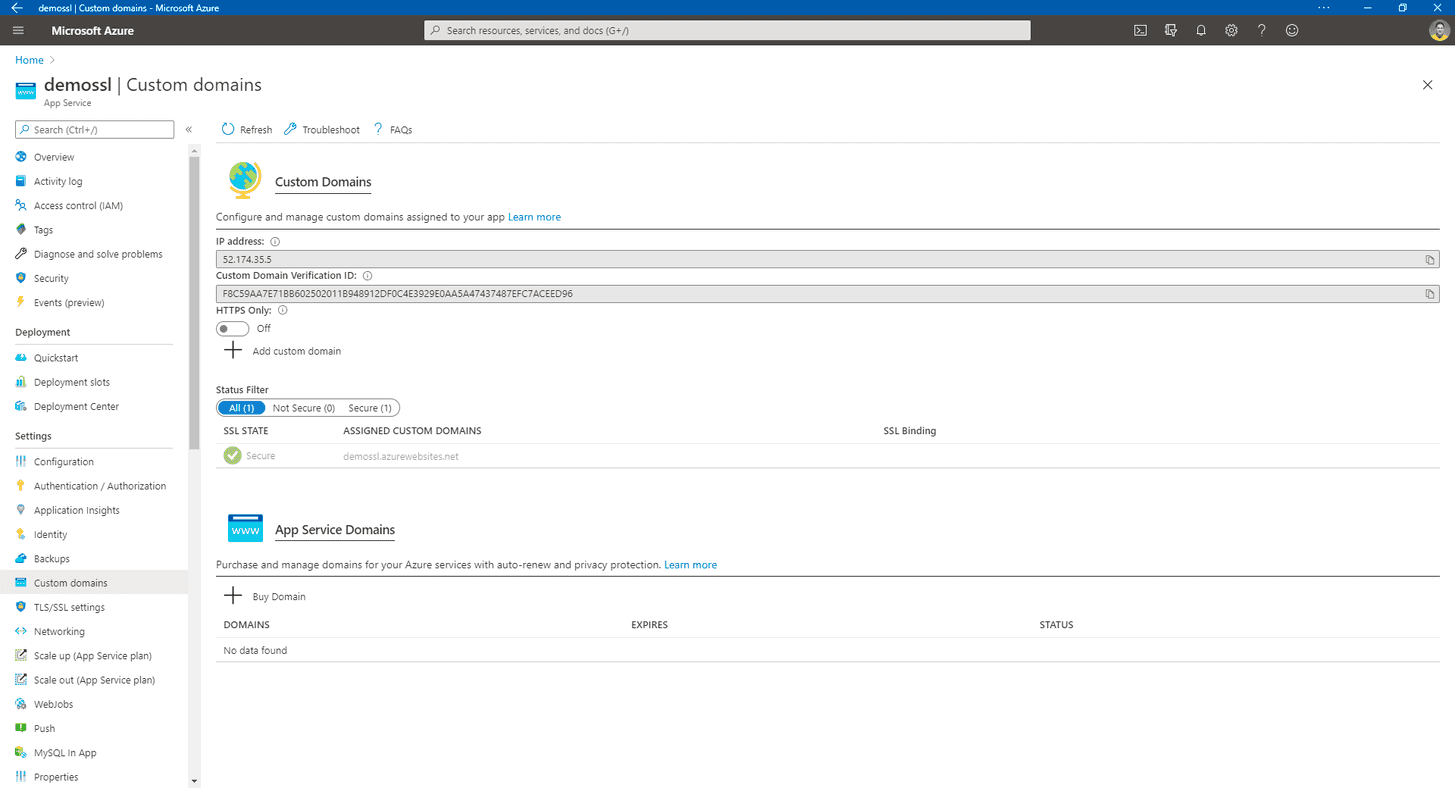 demossl | Custom domains - Microsoft Azure
Microsoft Azure
Search resources, services, and docs (G+/)
Home
demossl | Custom domains
App Service
Search (Ctrl+/)
«
Overview
Activity log
Access control (IAM)
Tags
Diagnose and solve problems
Security
Events (preview)
Deployment
Quickstart
Deployment slots
Deployment Center
Settings
Configuration
Authentication / Authorization
Application Insights
Identity
Backups
Custom domains
TLS/SSL settings
Networking
Scale up (App Service plan)
Scale out (App Service plan)
WebJobs
Push
MySQL In App
Properties
Refresh Troubleshoot ? FAQs
Custom Domains
Configure and manage custom domains assigned to your app Learn more
IP address:
52.174.35.5
Custom Domain Verification ID:
F8C59AA7E71BB602502011B948912DF0C4E3929E0AA5A47437487EFC7ACEED96
HTTPS Only:
Off
Add custom domain
Status Filter
All (1) Not Secure (0) Secure (1)
SSL STATE ASSIGNED CUSTOM DOMAINS SSL Binding
Secure demossl.azurewebsites.net
www App Service Domains
Purchase and manage domains for your Azure services with auto-renew and privacy protection. Learn more
Buy Domain
DOMAINS EXPIRES STATUS
No data found